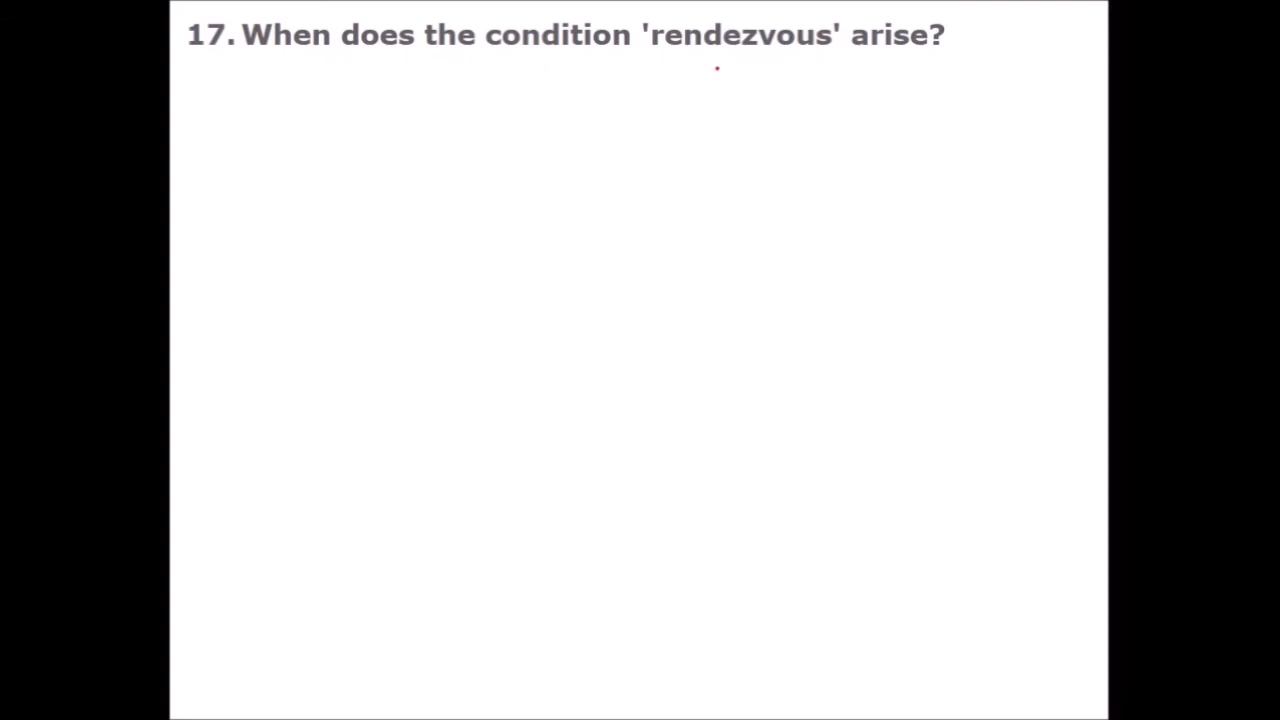 17. When does the condition 'rendezvous' arise?